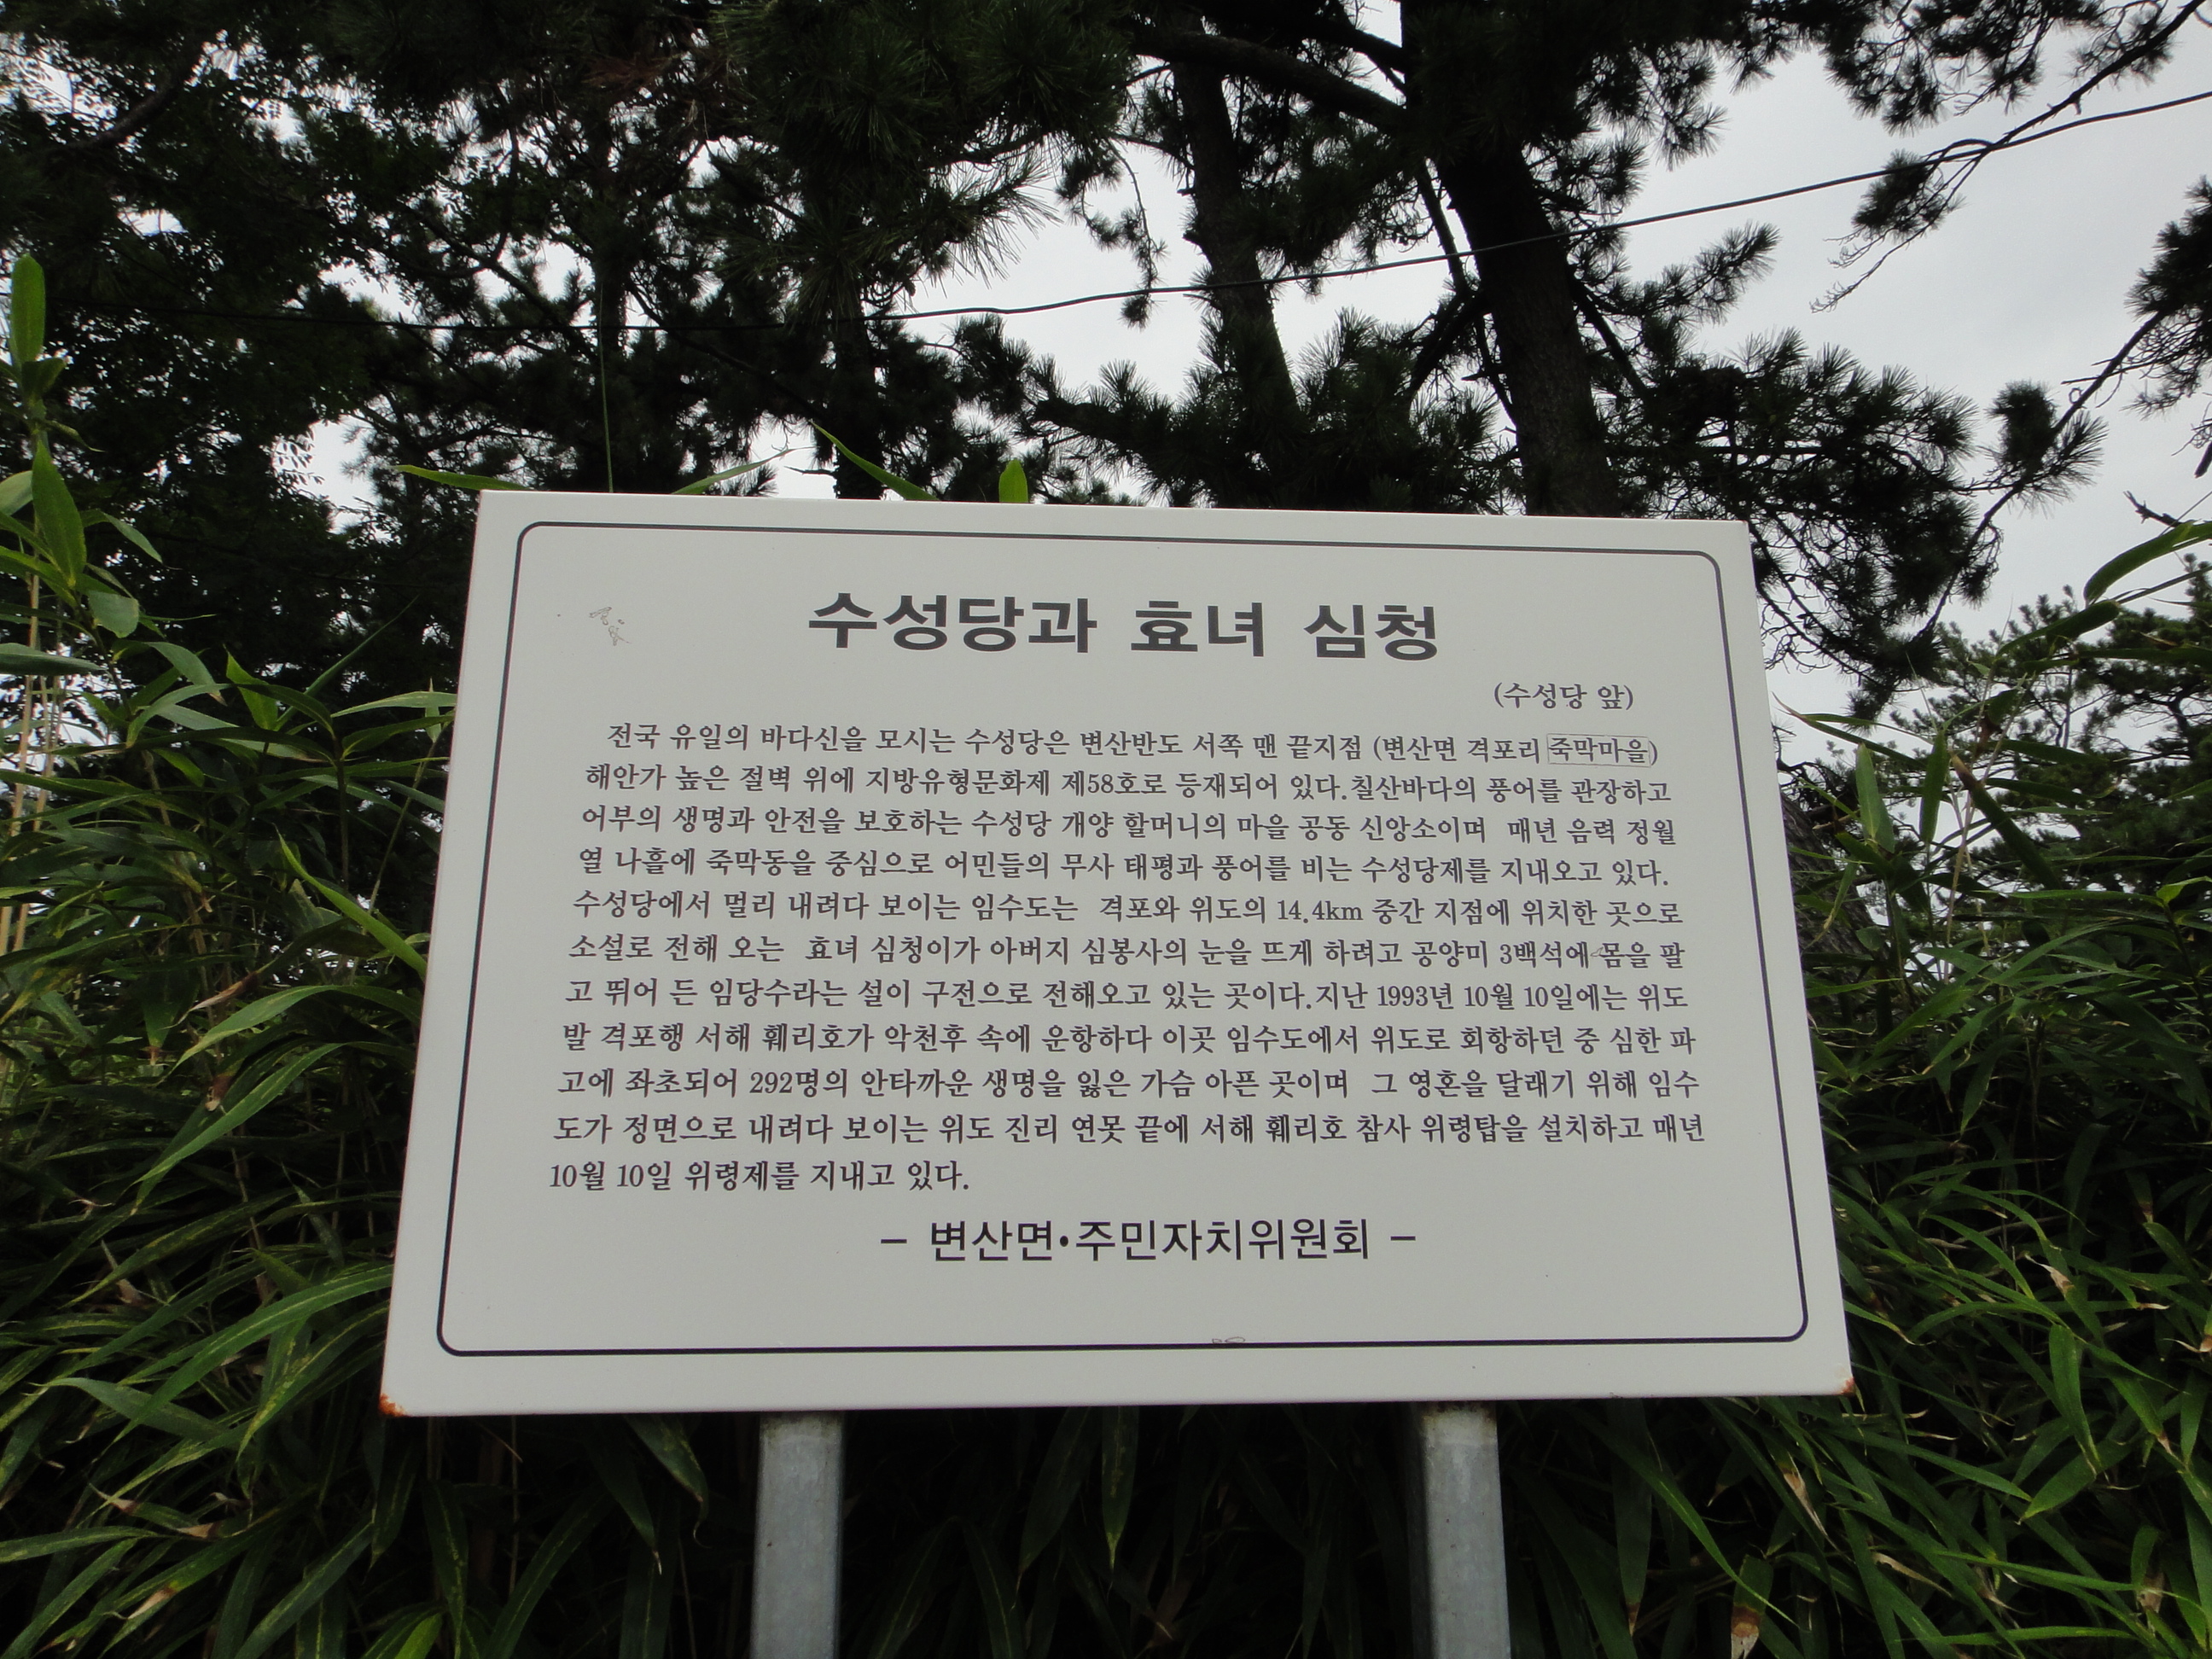 수성당과 효녀 심청
(수성당 앞)
전국 유일의 바다신을 모시는 수성당은 변산반도 서쪽 맨 끝지점 (변산면 격포리 죽막마을)
해안가 높은 절벽 위에 지방유형문화제 제58호로 등재되어 있다.칠산바다의 풍어를 관장하고
어부의 생명과 안전을 보호하는 수성당 개양 할머니의 마을 공동 신앙소이며 매년 음력 정월
열 나흘에 죽막동을 중심으로 어민들의 무사 태평과 풍어를 비는 수성당제를 지내오고 있다.
수성당에서 멀리 내려다 보이는 임수도는 격포와 위도의 14.4km 중간 지점에 위치한 곳으로
소설로 전해 오는 효녀 심청이가 아버지 심봉사의 눈을 뜨게 하려고 공양미 3백석에 몸을 팔
고 뛰어 든 임당수라는 설이 구전으로 전해오고 있는 곳이다.지난 1993년 10월 10일에는 위도
발 격포행 서해 훼리호가 악천후 속에 운항하다 이곳 임수도에서 위도로 회항하던 중 심한 파
고에 좌초되어 292명의 안타까운 생명을 잃은 가슴 아픈 곳이며 그 영혼을 달래기 위해 임수
도가 정면으로 내려다 보이는 위도 진리 연못 끝에 서해 훼리호 참사 위령탑을 설치하고 매년
10월 10일 위령제를 지내고 있다.
- 변산면·주민자치위원회 -